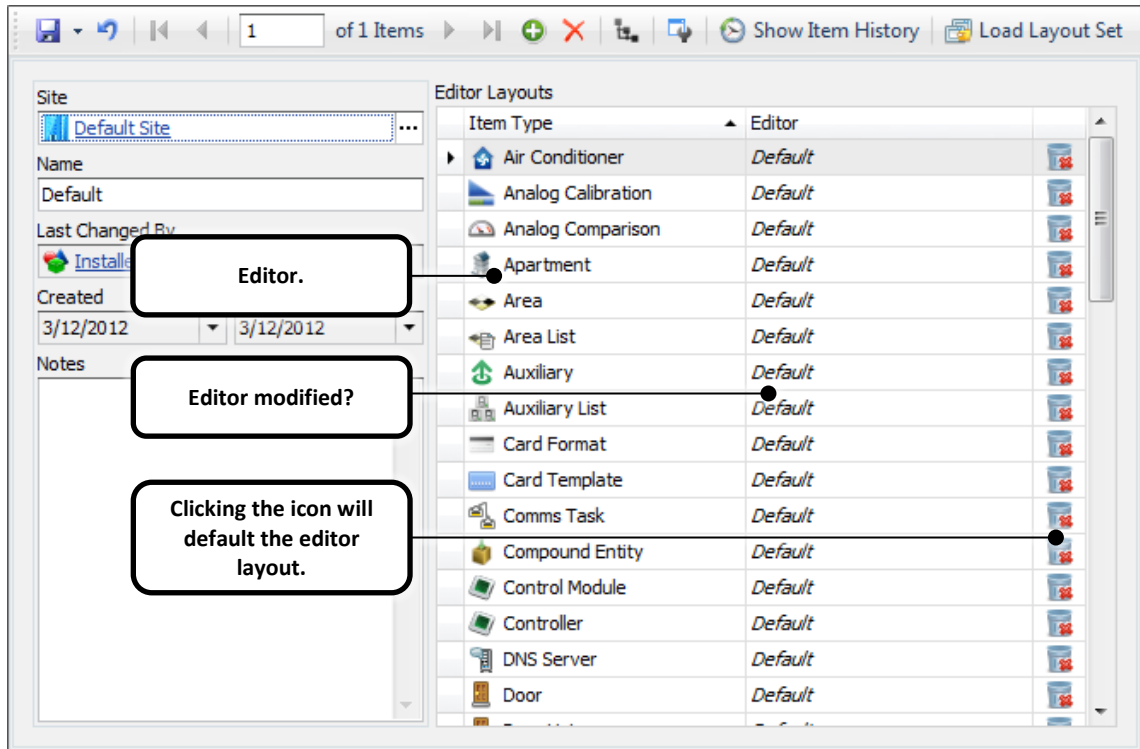 1 of 1 Items Show Item History Load Layout Set
Site
Default Site ...
Name
Default
Last Changed By
Created
3/12/2012 3/12/2012
Notes
Editor.
Editor modified?
Clicking the icon will
default the editor
layout.
Editor Layouts
Item Type Editor
Air Conditioner Default
Analog Calibration Default
Analog Comparison Default
Apartment Default
Area Default
Area List Default
Auxiliary Default
Auxiliary List Default
Card Format Default
Card Template Default
Comms Task Default
Compound Entity Default
Control Module Default
Controller Default
DNS Server Default
Door Default